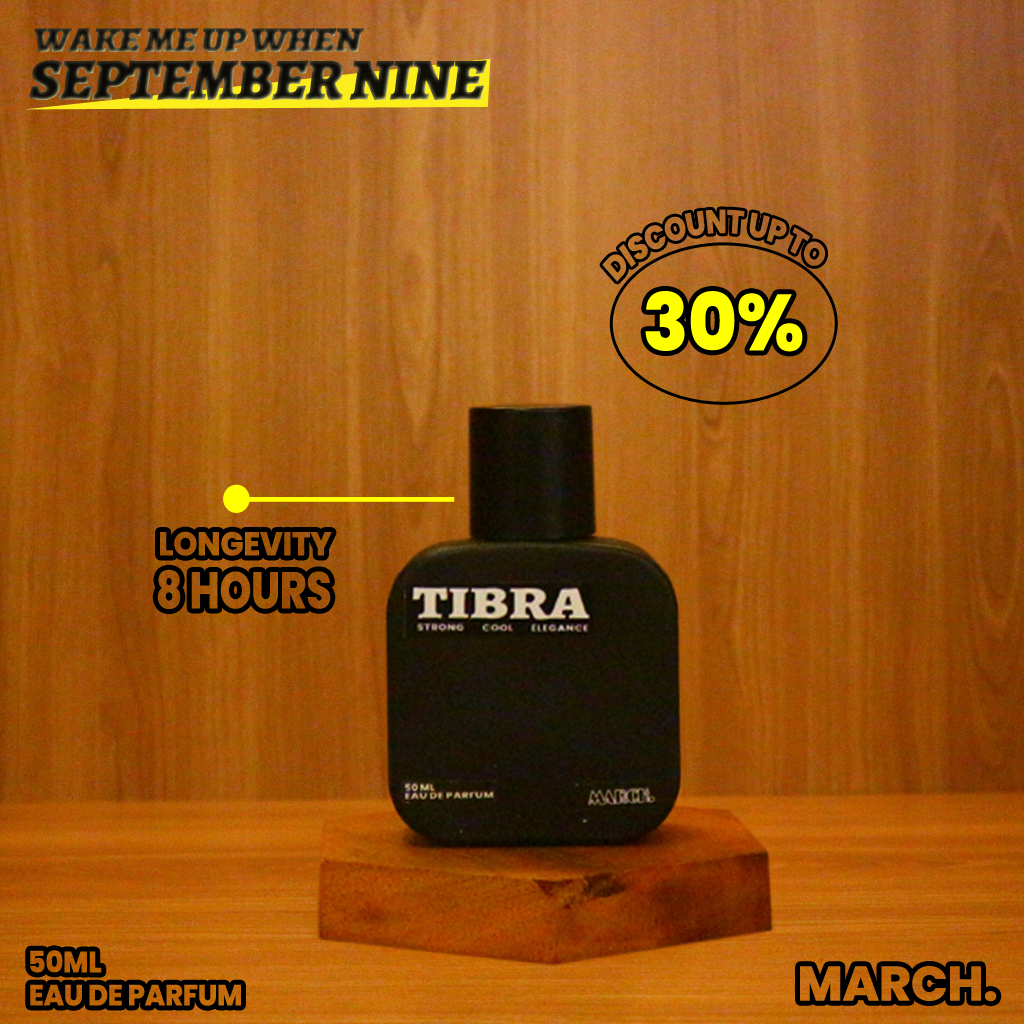 WAKE ME UP WHEN
SEPTEMBER NINE
DISCOUNT UP TO
30%
LONGEVITY
8 HOURS
TIBRA
STRONG COOL ELEGANCE
50 ML
EAU DE PARFUM
MARCH.
50ML
EAU DE PARFUM
MARCH.